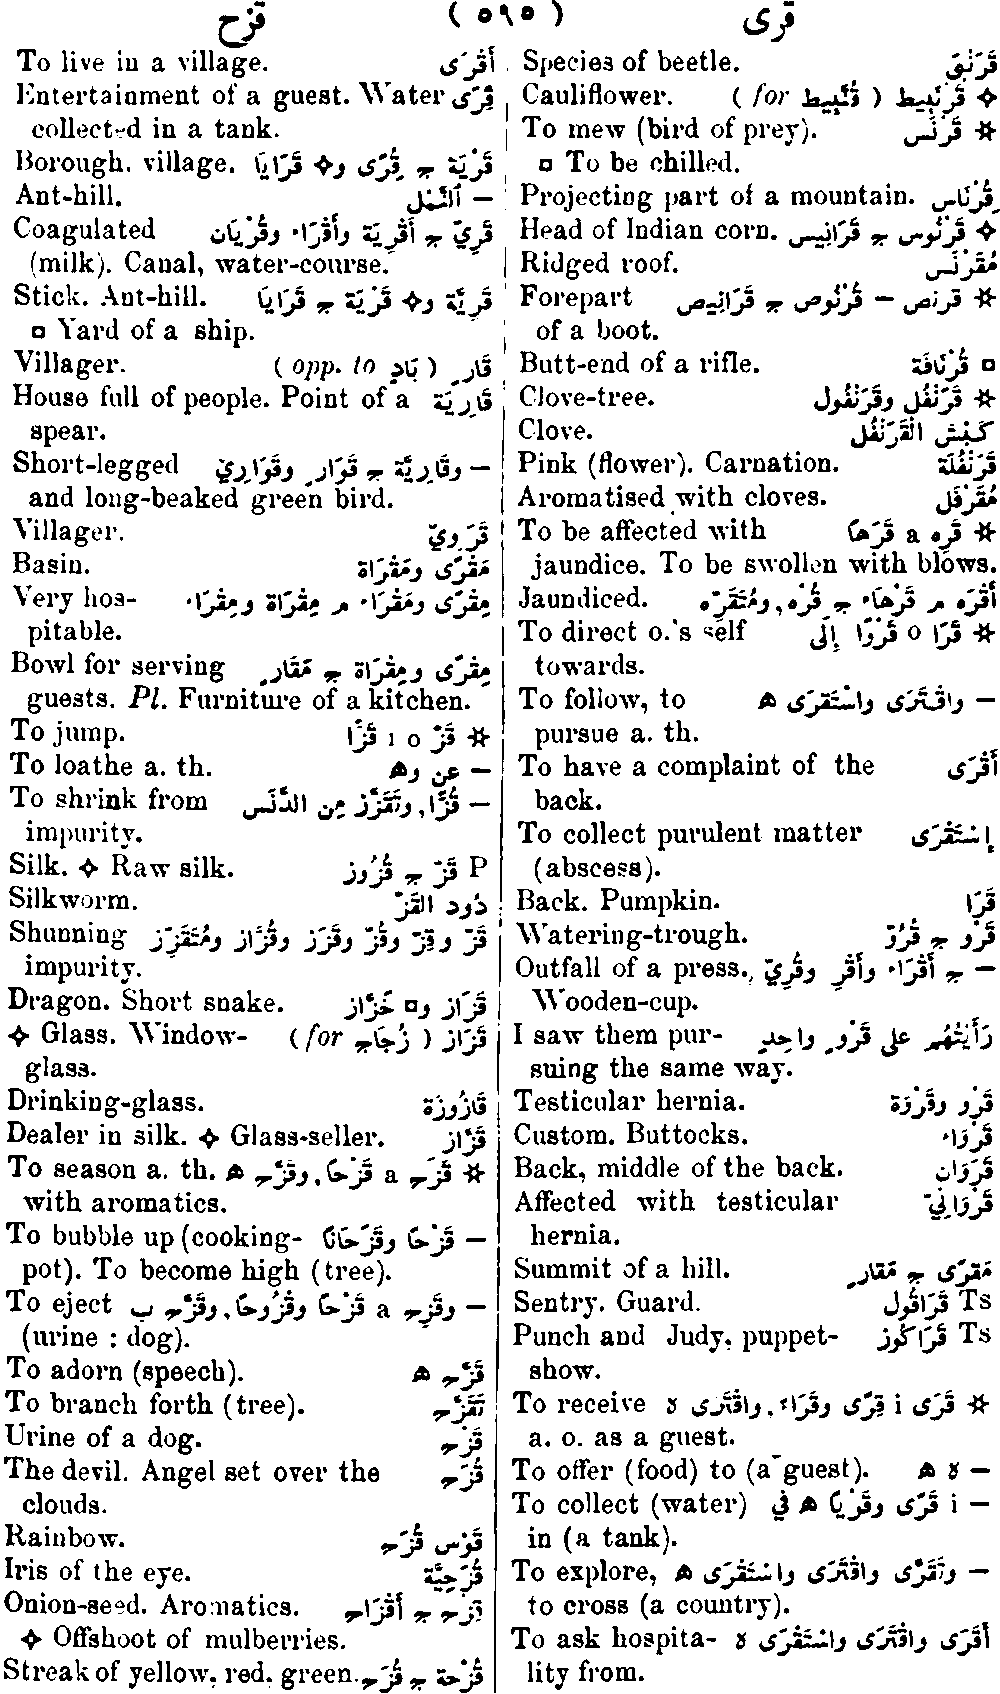 قزح ( ٥٩٥ ) قرى
Species of beetle. قَرَنْق
Cauliflower. ( for قُنَّبِيط ) قَرْنَبِيط ✧
To mew (bird of prey). قَرْنَس ✲
▫ To be chilled.
Projecting part of a mountain. قُِرْنَاس
Head of Indian corn. قُرْنُوس ج قَرَانِيس ✧
Ridged roof. مُقَرْنَس
Forepart قرنص – قُرْنُوص ج قَرَانِيص ✲
of a boot.
Butt-end of a rifle. قُرْنَافَة ▫
Clove-tree. قَرَنْفُل وقَرَنْفُول ✲
Clove. كَبْش القَرَنْفُل
Pink (flower). Carnation. قَرَنْفُلَة
Aromatised with cloves. مُقَرْفَل
To be affected with قَرِه a قَرَهًا ✲
jaundice. To be swollen with blows.
Jaundiced. أَقْرَه م قَرْهَاء ج قُرْه, ومُتَقَرِّه
To direct o.'s self قَرَا o قَرْوًا إِلَى ✲
towards.
To follow, to واقْتَرَى واسْتَقْرَى ه –
pursue a. th.
To have a complaint of the أَقْرَى
back.
To collect purulent matter إِسْتَقْرَى
(abscess).
Back. Pumpkin. قَرًا
Watering-trough. قَرْو ج قُرُوّ
Outfall of a press. ج أَقْرَاء وأَقْرٍ وقُرِيّ –
Wooden-cup.
I saw them pur- رَأَيْتُهُم على قَرْوٍ واحِدٍ
suing the same way.
Testicular hernia. قَرْو وقَرْوَة
Custom. Buttocks. قَرْوَاء
Back, middle of the back. قَرَوَان
Affected with testicular قَرْوَانِيّ
hernia.
Summit of a hill. مَقْرًى ج مَقَارٍ
Sentry. Guard. قَرَاقُول Ts
Punch and Judy, puppet- قَرَاكُوز Ts
show.
To receive قَرَى i قِرًى وقَرَاء, واقْتَرَى لا ✲
a. o. as a guest.
To offer (food) to (a guest). لا ه –
To collect (water) i قَرًى وقَرْيًا ه في –
in (a tank).
To explore, وتَقَرَّى واقْتَرَى واسْتَقْرَى ه –
to cross (a country).
To ask hospita- أَقْرَى واقْتَرَى واسْتَقْرَى لا
lity from.
To live in a village. أَقْرَى
Entertainment of a guest. Water قِرًى
collected in a tank.
Borough, village. قَرْيَة ج قُرًى و✧ قَرَايَا
Ant-hill. النَّمْل –
Coagulated قَرِيّ ج أَقْرِيَة وأَقْرَاء وقُرْيَان
(milk). Canal, water-course.
Stick. Ant-hill. قَرِيَّة و✧ قَرْيَة ج قَرَايَا
▫ Yard of a ship.
Villager. ( opp. to بَادٍ ) قَارٍ
House full of people. Point of a قَارِيَة
spear.
Short-legged وقَارِيَّة ج قَوَارٍ وقَوَارِيّ –
and long-beaked green bird.
Villager. قَرَوِيّ
Basin. مَقْرًى ومَقْرَاة
Very hos- مِقْرًى ومِقْرَاء م مِقْرَاة ومِقْرَاء
pitable.
Bowl for serving مِقْرًى ومِقْرَاة ج مَقَارٍ
guests. Pl. Furniture of a kitchen.
To jump. قَزّ i o قَزًّا ✲
To loathe a. th. عن وه –
To shrink from قُزًّا, وتَقَزَّز مِن الدَّنَس –
impurity.
Silk. ✧ Raw silk. قَزّ ج قُزُوز P
Silkworm. دُود القَزّ
Shunning قَزّ وقِزّ وقُزّ وقَزَز وقُزَّاز ومُتَقَزِّز
impurity.
Dragon. Short snake. قَزَاز و▫ خَزَّاز
✧ Glass. Window- ( for زُجَاج ) قَزَاز
glass.
Drinking-glass. قَازُوزَة
Dealer in silk. ✧ Glass-seller. قَزَّاز
To season a. th. قَزَح a قَزْحًا, وقَزَّح ه ✲
with aromatics.
To bubble up (cooking- قَزْحًا وقَزَحَانًا –
pot). To become high (tree).
To eject وقَزِح a قَزْحًا وقُزُوحًا, وقَزَّح ب –
(urine : dog).
To adorn (speech). قَزَّح ه
To branch forth (tree). تَقَزَّح
Urine of a dog. قَزْح
The devil. Angel set over the قُزَح
clouds.
Rainbow. قَوْس قُزَح
Iris of the eye. قُزَحِيَّة
Onion-seed. Aromatics. قِزْح ج أَقْزَاح
✧ Offshoot of mulberries.
Streak of yellow, red, green. قُزْحَة ج قُزَح